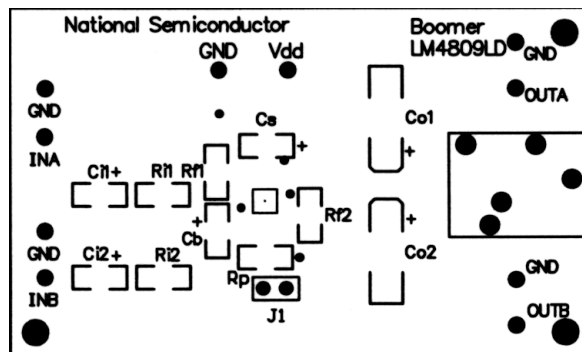 National Semiconductor
Boomer
LM4809LD
GND
Vdd
GND
GND
OUTA
INA
Cs
Co1
Ci1+
Ri1
Rf1
+
+
+
+
Rf2
GND
Cb
Ci2+
Ri2
Co2
Rp
GND
INB
J1
OUTB